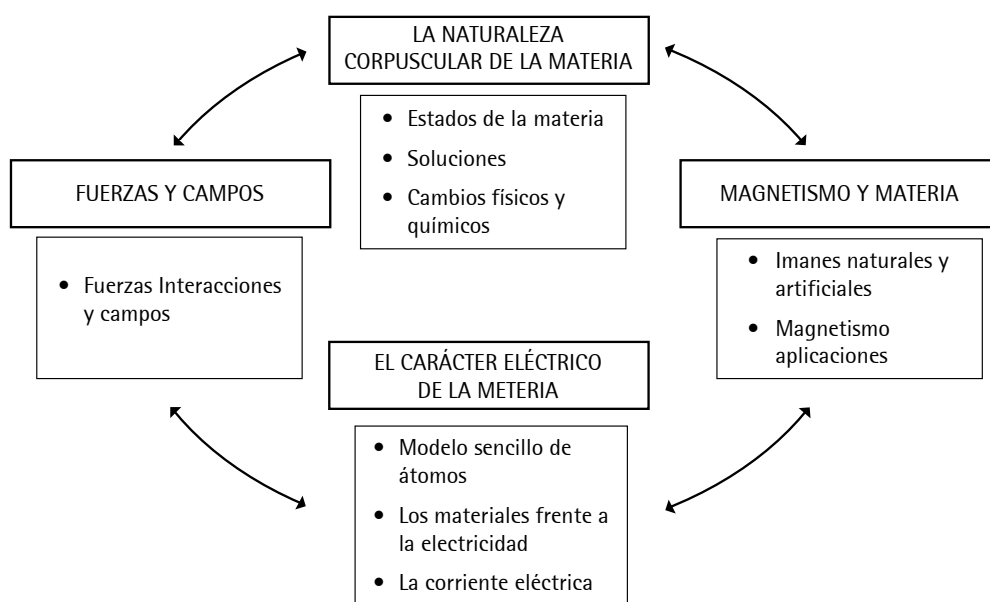 LA NATURALEZA
CORPUSCULAR DE LA MATERIA
• Estados de la materia
• Soluciones
• Cambios físicos y
químicos
FUERZAS Y CAMPOS
• Fuerzas Interacciones
y campos
MAGNETISMO Y MATERIA
• Imanes naturales y
artificiales
• Magnetismo
aplicaciones
EL CARÁCTER ELÉCTRICO
DE LA METERIA
• Modelo sencillo de
átomos
• Los materiales frente a
la electricidad
• La corriente eléctrica